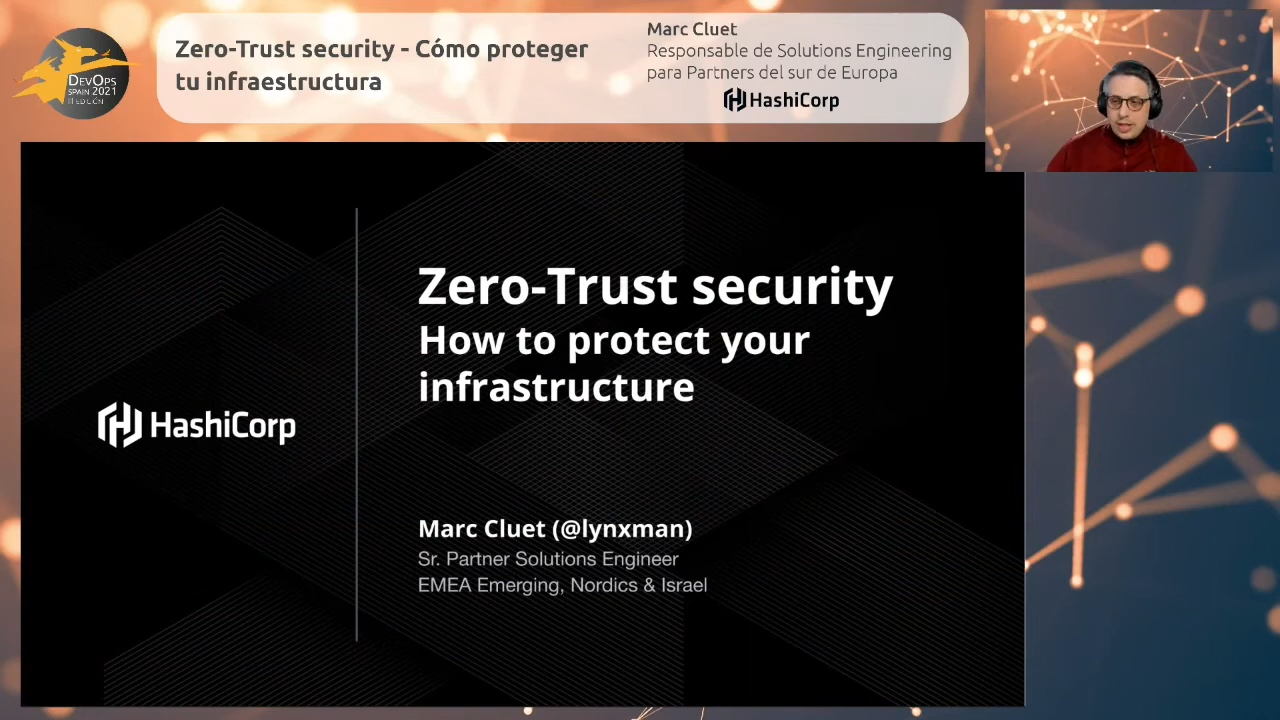 DEVOPS
SPAIN 2021
III EDICIÓN
Zero-Trust security - Cómo proteger
tu infraestructura
Marc Cluet
Responsable de Solutions Engineering
para Partners del sur de Europa
HashiCorp
Zero-Trust security
How to protect your
infrastructure
HashiCorp
Marc Cluet (@lynxman)
Sr. Partner Solutions Engineer
EMEA Emerging, Nordics & Israel